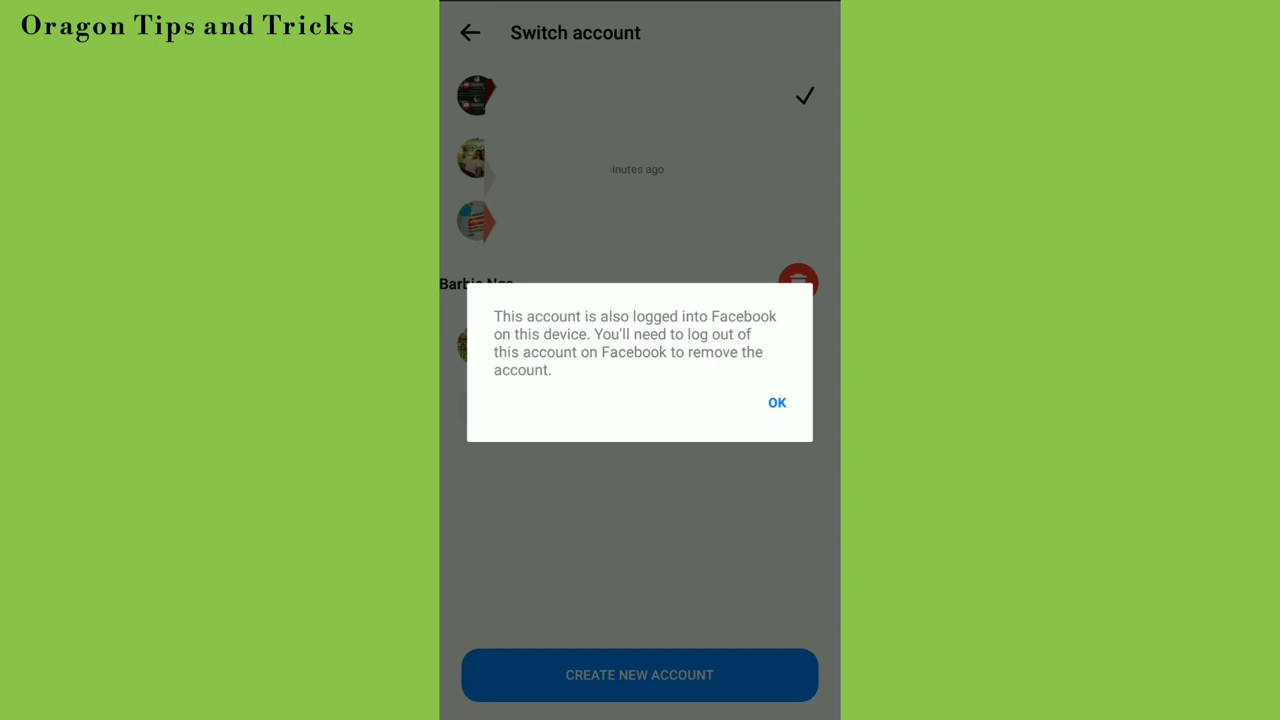 Oragon Tips and Tricks
Switch account
inutes ago
This account is also logged into Facebook
on this device. You'll need to log out of
this account on Facebook to remove the
account.
OK
CREATE NEW ACCOUNT